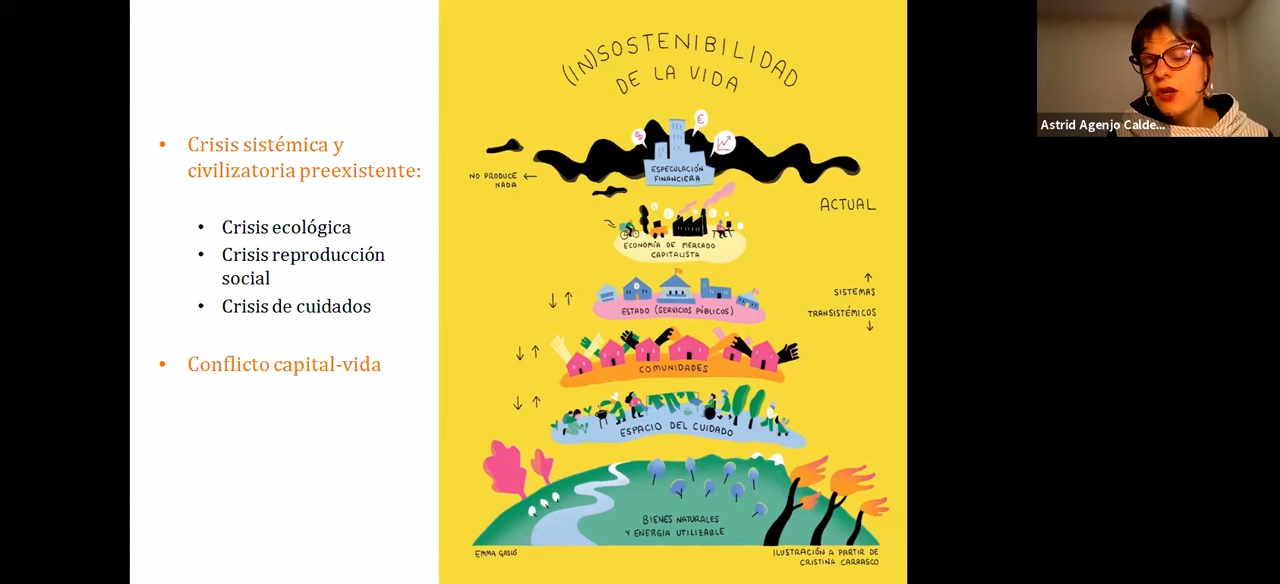 • Crisis sistémica y
civilizatoria preexistente:
• Crisis ecológica
• Crisis reproducción
social
• Crisis de cuidados
• Conflicto capital-vida
(IN)SOSTENIBILIDAD
DE LA VIDA
€
ESPECULACIÓN
FINANCIERA
NO PRODUCE ←
NADA
ACTUAL
ECONOMÍA DE MERCADO
CAPITALISTA
↑
SISTEMAS
TRANSISTÉMICOS
↓
↓ ↑
ESTADO (SERVICIOS PÚBLICOS)
↓ ↑
COMUNIDADES
↓ ↑
ESPACIO DEL CUIDADO
BIENES NATURALES
Y ENERGIA UTILIZABLE
EMMA GASCÓ
ILUSTRACIÓN A PARTIR DE
CRISTINA CARRASCO
Astrid Agenjo Calde...